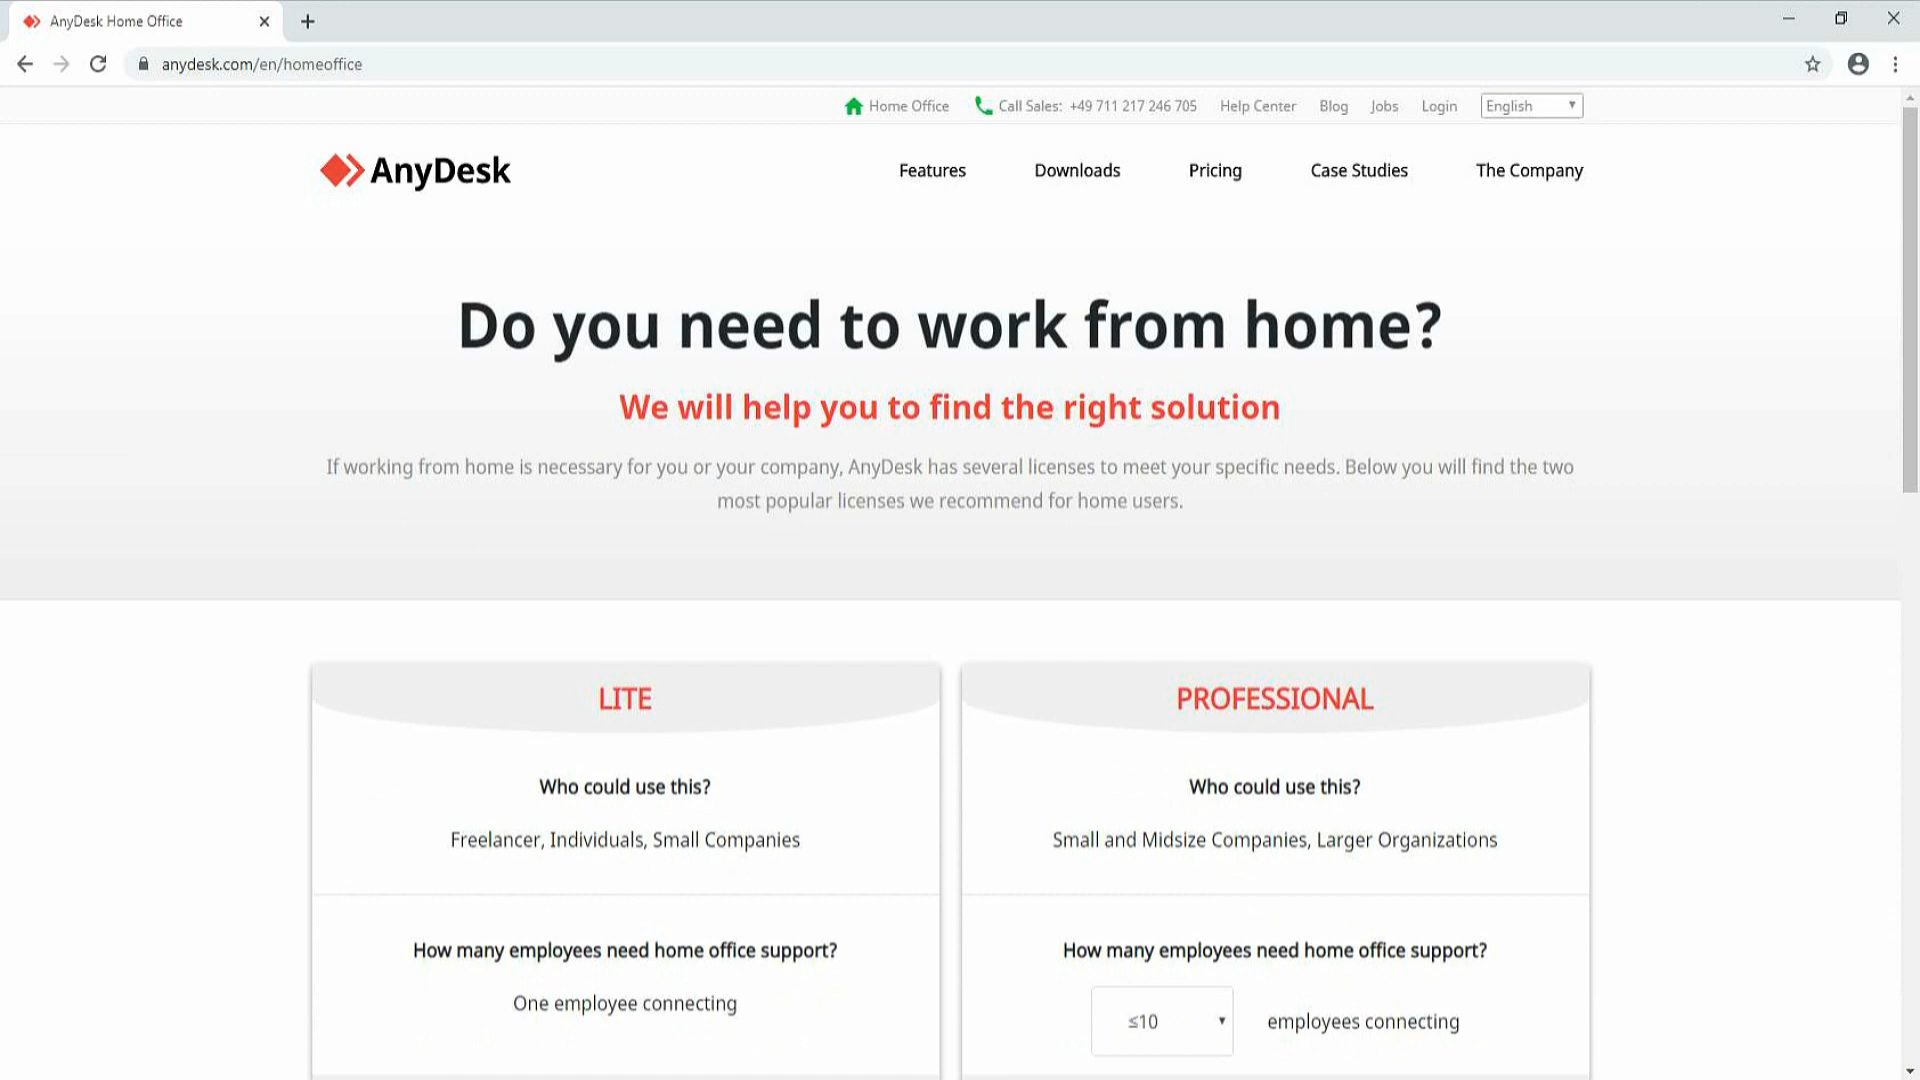 AnyDesk Home Office
anydesk.com/en/homeoffice
Home Office Call Sales: +49 711 217 246 705 Help Center Blog Jobs Login English
AnyDesk Features Downloads Pricing Case Studies The Company
Do you need to work from home?
We will help you to find the right solution
If working from home is necessary for you or your company, AnyDesk has several licenses to meet your specific needs. Below you will find the two
most popular licenses we recommend for home users.
LITE
Who could use this?
Freelancer, Individuals, Small Companies
How many employees need home office support?
One employee connecting
PROFESSIONAL
Who could use this?
Small and Midsize Companies, Larger Organizations
How many employees need home office support?
≤10 employees connecting